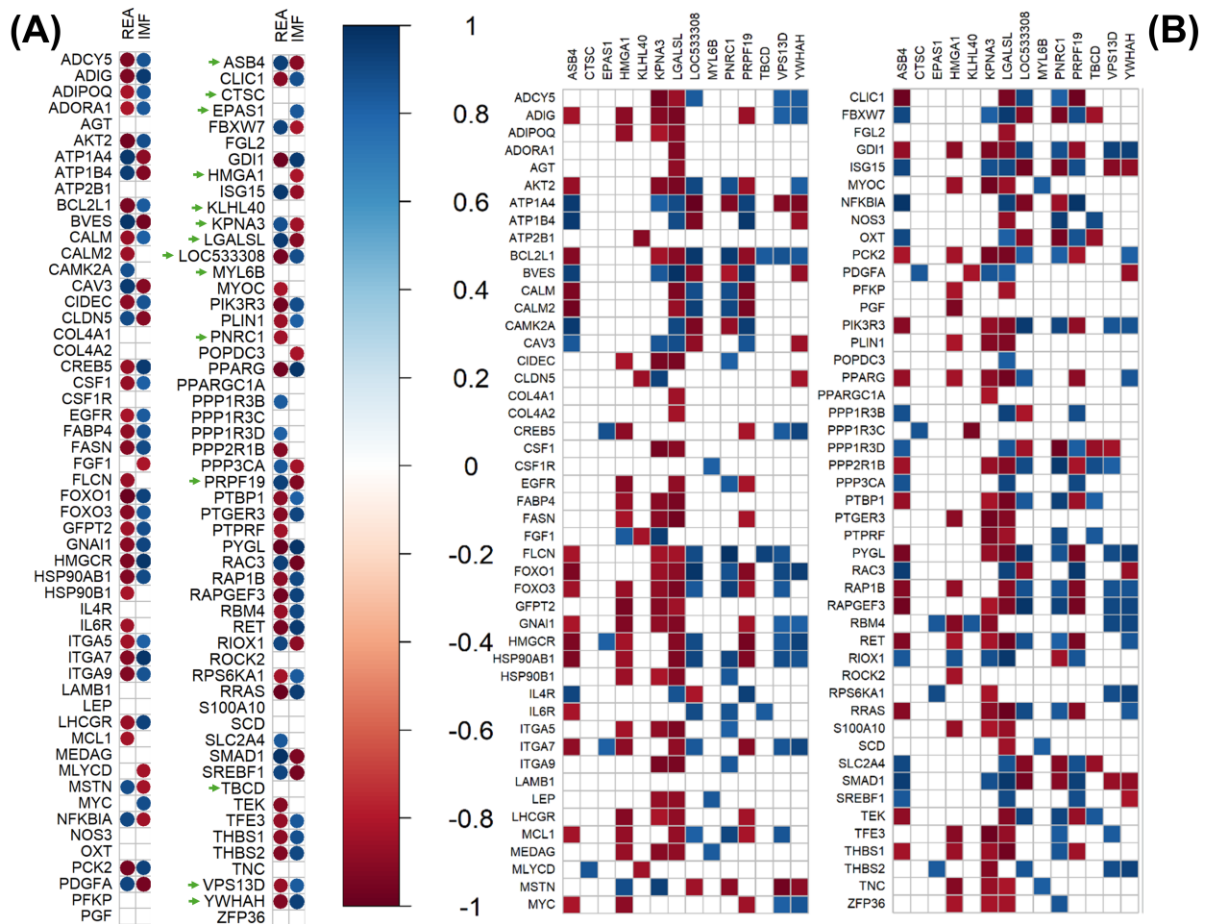 (A)
REA
IMF
ADCY5
ADIG
ADIPOQ
ADORA1
AGT
AKT2
ATP1A4
ATP1B4
ATP2B1
BCL2L1
BVES
CALM
CALM2
CAMK2A
CAV3
CIDEC
CLDN5
COL4A1
COL4A2
CREB5
CSF1
CSF1R
EGFR
FABP4
FASN
FGF1
FLCN
FOXO1
FOXO3
GFPT2
GNAI1
HMGCR
HSP90AB1
HSP90B1
IL4R
IL6R
ITGA5
ITGA7
ITGA9
LAMB1
LEP
LHCGR
MCL1
MEDAG
MLYCD
MSTN
MYC
NFKBIA
NOS3
OXT
PCK2
PDGFA
PFKP
PGF
REA
IMF
ASB4
CLIC1
CTSC
EPAS1
FBXW7
FGL2
GDI1
HMGA1
ISG15
KLHL40
KPNA3
LGALSL
LOC533308
MYL6B
MYOC
PIK3R3
PLIN1
PNRC1
POPDC3
PPARG
PPARGC1A
PPP1R3B
PPP1R3C
PPP1R3D
PPP2R1B
PPP3CA
PRPF19
PTBP1
PTGER3
PTPRF
PYGL
RAC3
RAP1B
RAPGEF3
RBM4
RET
RIOX1
ROCK2
RPS6KA1
RRAS
S100A10
SCD
SLC2A4
SMAD1
SREBF1
TBCD
TEK
TFE3
THBS1
THBS2
TNC
VPS13D
YWHAH
ZFP36
1
0.8
0.6
0.4
0.2
0
-0.2
-0.4
-0.6
-0.8
-1
(B)
ASB4
CTSC
EPAS1
HMGA1
KLHL40
KPNA3
LGALSL
LOC533308
MYL6B
PNRC1
PRPF19
TBCD
VPS13D
YWHAH
ADCY5
ADIG
ADIPOQ
ADORA1
AGT
AKT2
ATP1A4
ATP1B4
ATP2B1
BCL2L1
BVES
CALM
CALM2
CAMK2A
CAV3
CIDEC
CLDN5
COL4A1
COL4A2
CREB5
CSF1
CSF1R
EGFR
FABP4
FASN
FGF1
FLCN
FOXO1
FOXO3
GFPT2
GNAI1
HMGCR
HSP90AB1
HSP90B1
IL4R
IL6R
ITGA5
ITGA7
ITGA9
LAMB1
LEP
LHCGR
MCL1
MEDAG
MLYCD
MSTN
MYC
ASB4
CTSC
EPAS1
HMGA1
KLHL40
KPNA3
LGALSL
LOC533308
MYL6B
PNRC1
PRPF19
TBCD
VPS13D
YWHAH
CLIC1
FBXW7
FGL2
GDI1
ISG15
MYOC
NFKBIA
NOS3
OXT
PCK2
PDGFA
PFKP
PGF
PIK3R3
PLIN1
POPDC3
PPARG
PPARGC1A
PPP1R3B
PPP1R3C
PPP1R3D
PPP2R1B
PPP3CA
PTBP1
PTGER3
PTPRF
PYGL
RAC3
RAP1B
RAPGEF3
RBM4
RET
RIOX1
ROCK2
RPS6KA1
RRAS
S100A10
SCD
SLC2A4
SMAD1
SREBF1
TEK
TFE3
THBS1
THBS2
TNC
ZFP36